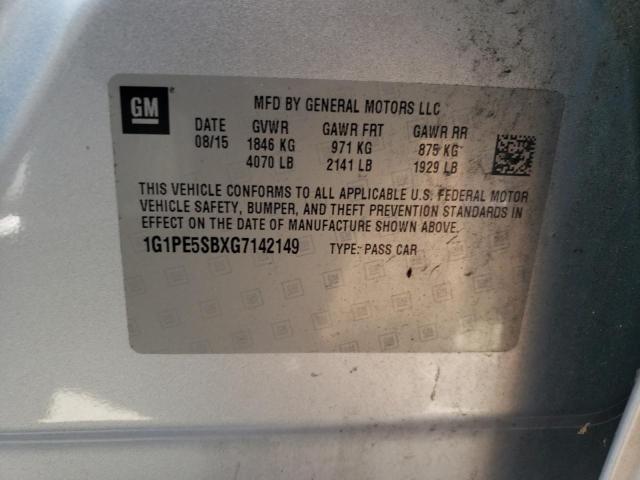 GM
MFD BY GENERAL MOTORS LLC
DATE GVWR GAWR FRT GAWR RR
08/15 1846 KG 971 KG 875 KG
4070 LB 2141 LB 1929 LB
THIS VEHICLE CONFORMS TO ALL APPLICABLE U.S. FEDERAL MOTOR
VEHICLE SAFETY, BUMPER, AND THEFT PREVENTION STANDARDS IN
EFFECT ON THE DATE OF MANUFACTURE SHOWN ABOVE.
1G1PE5SBXG7142149 TYPE: PASS CAR